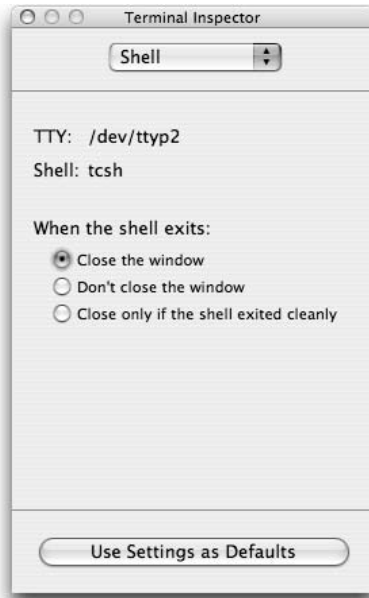 Terminal Inspector
Shell
TTY: /dev/ttyp2
Shell: tcsh
When the shell exits:
Close the window
Don't close the window
Close only if the shell exited cleanly
Use Settings as Defaults